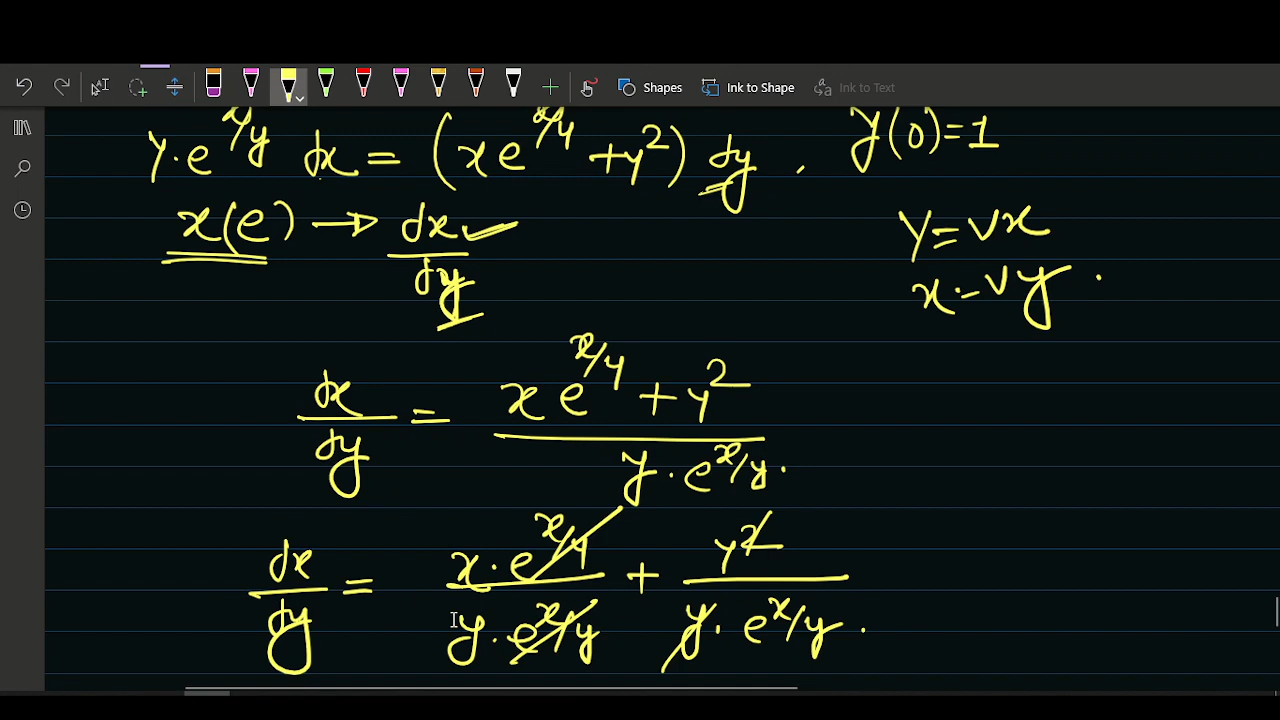 Shapes Ink to Shape Ink to Text
y·e^(x/y) dx = (xe^(x/y) + y²) dy , y(0)=1
x(e) → dx/dy ✓
y = vx
x = vy .
dx/dy = (x e^(x/y) + y²)/(y · e^(x/y)) .
dx/dy = (x · e^(x/y))/(y · e^(x/y)) + y²/(y · e^(x/y)) .